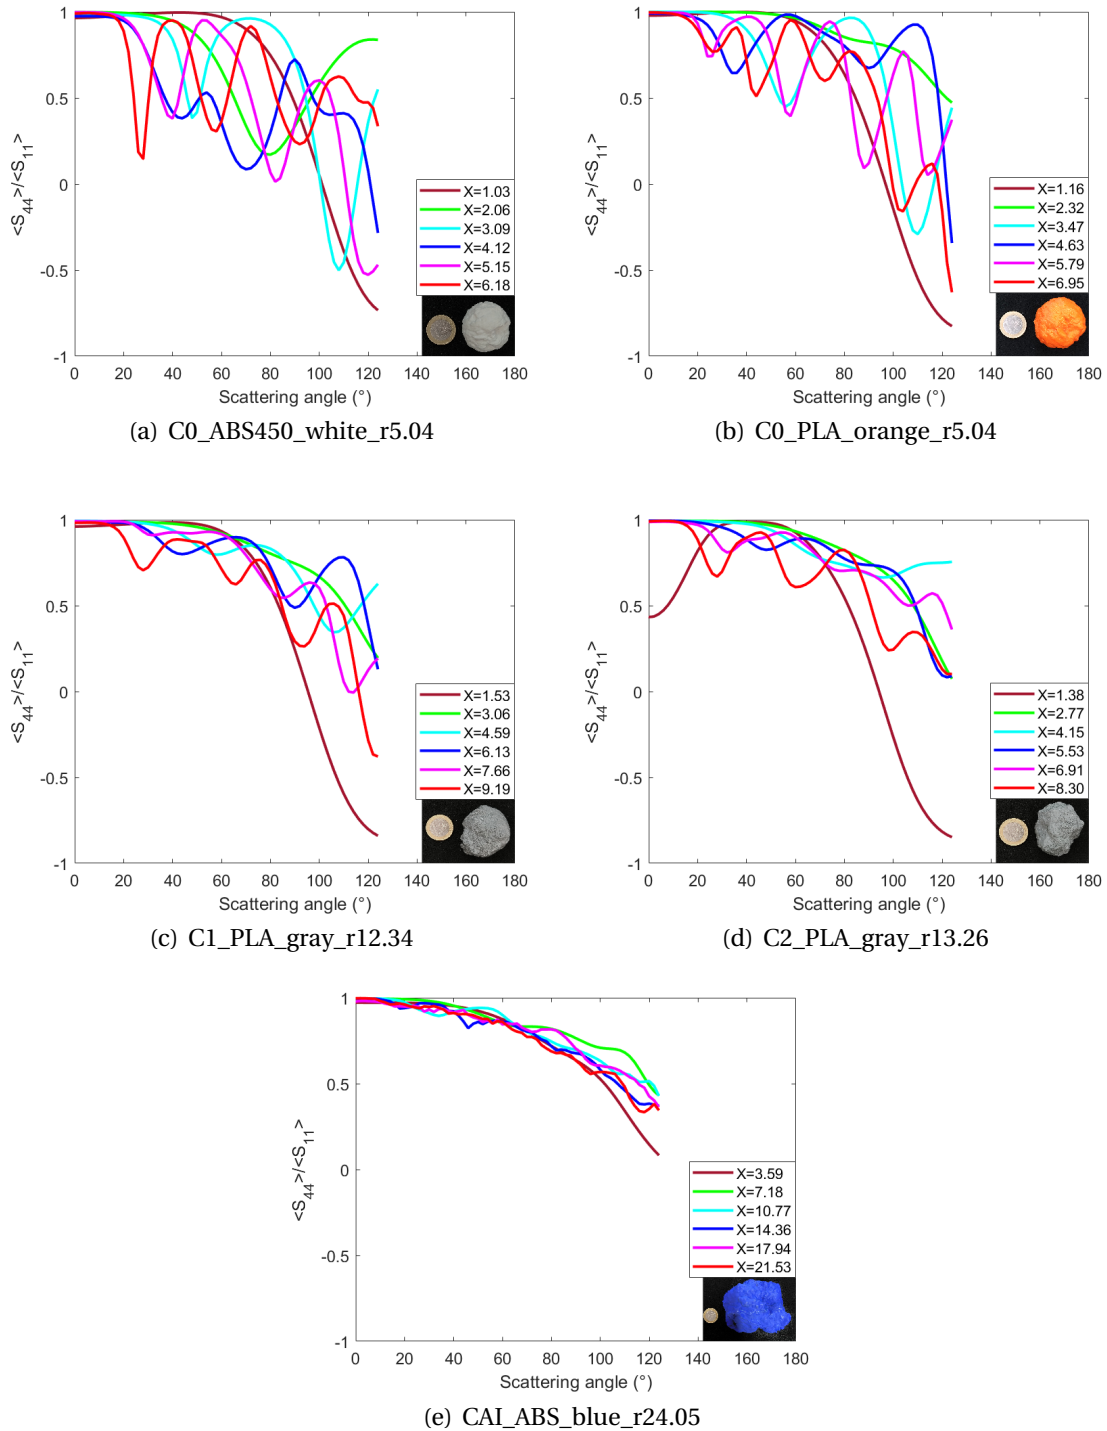 1
0.5
0
-0.5
-1
<S44>/<S11>
0 20 40 60 80 100 120 140 160 180
Scattering angle (°)
X=1.03
X=2.06
X=3.09
X=4.12
X=5.15
X=6.18
(a) C0_ABS450_white_r5.04
1
0.5
0
-0.5
-1
<S44>/<S11>
0 20 40 60 80 100 120 140 160 180
Scattering angle (°)
X=1.16
X=2.32
X=3.47
X=4.63
X=5.79
X=6.95
(b) C0_PLA_orange_r5.04
1
0.5
0
-0.5
-1
<S44>/<S11>
0 20 40 60 80 100 120 140 160 180
Scattering angle (°)
X=1.53
X=3.06
X=4.59
X=6.13
X=7.66
X=9.19
(c) C1_PLA_gray_r12.34
1
0.5
0
-0.5
-1
<S44>/<S11>
0 20 40 60 80 100 120 140 160 180
Scattering angle (°)
X=1.38
X=2.77
X=4.15
X=5.53
X=6.91
X=8.30
(d) C2_PLA_gray_r13.26
1
0.5
0
-0.5
-1
<S44>/<S11>
0 20 40 60 80 100 120 140 160 180
Scattering angle (°)
X=3.59
X=7.18
X=10.77
X=14.36
X=17.94
X=21.53
(e) CAI_ABS_blue_r24.05